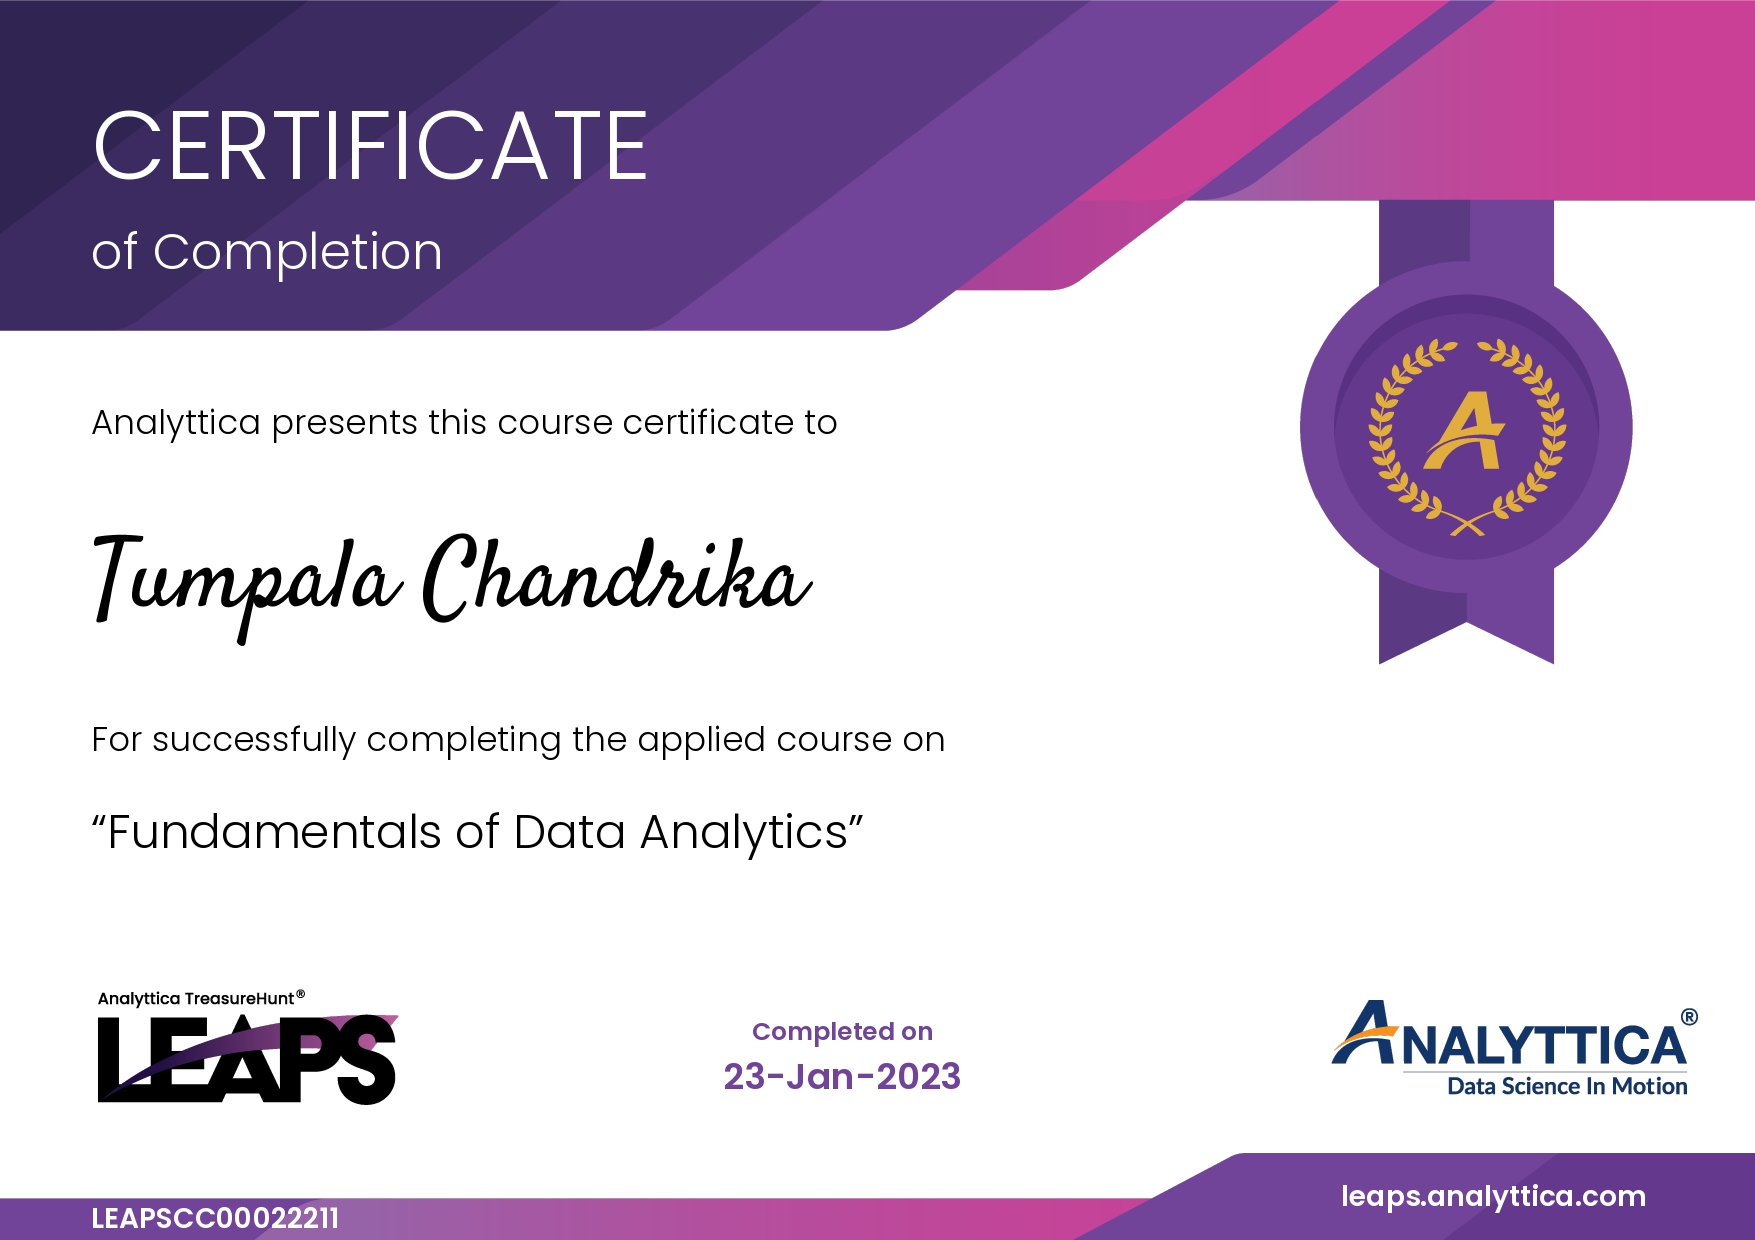 CERTIFICATE
of Completion
Analyttica presents this course certificate to
Tumpala Chandrika
For successfully completing the applied course on
“Fundamentals of Data Analytics”
Analyttica TreasureHunt®
LEAPS
Completed on
23-Jan-2023
ANALYTTICA®
Data Science In Motion
leaps.analyttica.com
LEAPSCC00022211